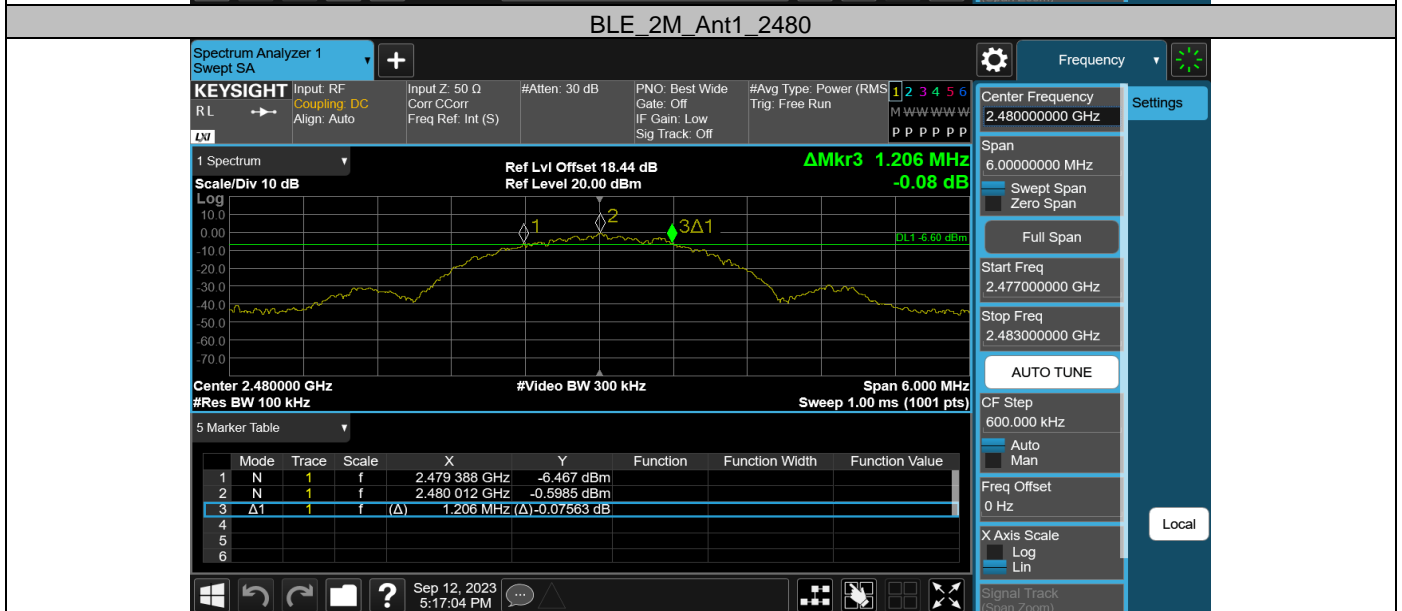 BLE_2M_Ant1_2480
Spectrum Analyzer 1
Swept SA
+
Frequency
KEYSIGHT
RL
LXI
Input: RF
Coupling: DC
Align: Auto
Input Z: 50 Ω
Corr CCorr
Freq Ref: Int (S)
#Atten: 30 dB
PNO: Best Wide
Gate: Off
IF Gain: Low
Sig Track: Off
#Avg Type: Power (RMS
Trig: Free Run
1 2 3 4 5 6
M W W W W W
P P P P P P
1 Spectrum
Scale/Div 10 dB
Ref Lvl Offset 18.44 dB
Ref Level 20.00 dBm
ΔMkr3 1.206 MHz
-0.08 dB
Log
10.0
0.00
-10.0
-20.0
-30.0
-40.0
-50.0
-60.0
-70.0
1
2
3Δ1
DL1 -6.60 dBm
Center 2.480000 GHz
#Video BW 300 kHz
Span 6.000 MHz
#Res BW 100 kHz
Sweep 1.00 ms (1001 pts)
5 Marker Table
Mode Trace Scale X Y Function Function Width Function Value
1 N 1 f 2.479 388 GHz -6.467 dBm
2 N 1 f 2.480 012 GHz -0.5985 dBm
3 Δ1 1 f (Δ) 1.206 MHz (Δ) -0.07563 dB
4
5
6
Center Frequency
2.480000000 GHz
Settings
Span
6.00000000 MHz
Swept Span
Zero Span
Full Span
Start Freq
2.477000000 GHz
Stop Freq
2.483000000 GHz
AUTO TUNE
CF Step
600.000 kHz
Auto
Man
Freq Offset
0 Hz
X Axis Scale
Log
Lin
Local
Signal Track
(Span Zoom)
?
Sep 12, 2023
5:17:04 PM